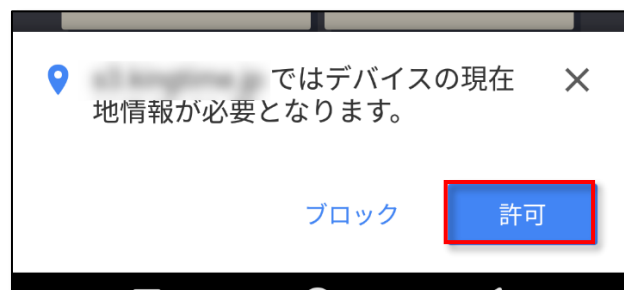 ではデバイスの現在
地情報が必要となります。
ブロック
許可